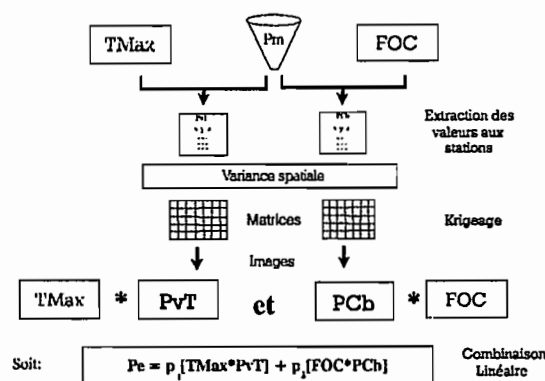 TMax
Pm
FOC
Extraction des
valeurs aux
stations
x y z
x y z
Variance spatiale
Matrices
Krigeage
Images
TMax * PvT et PCb * FOC
Soit:
Pe = p₁[TMax*PvT] + p₂[FOC*PCb]
Combinaison
Linéaire